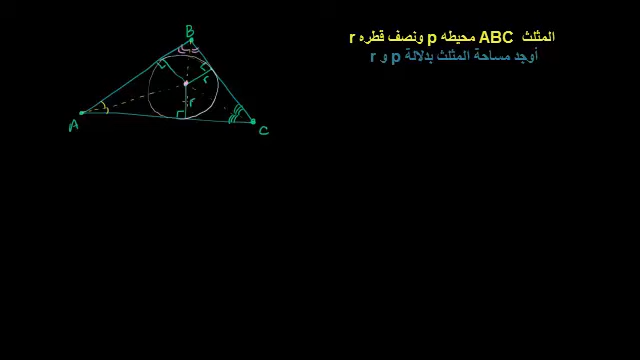 المثلث ABC محيطه p ونصف قطره r
أوجد مساحة المثلث بدلالة p و r
B
r
r
A
C